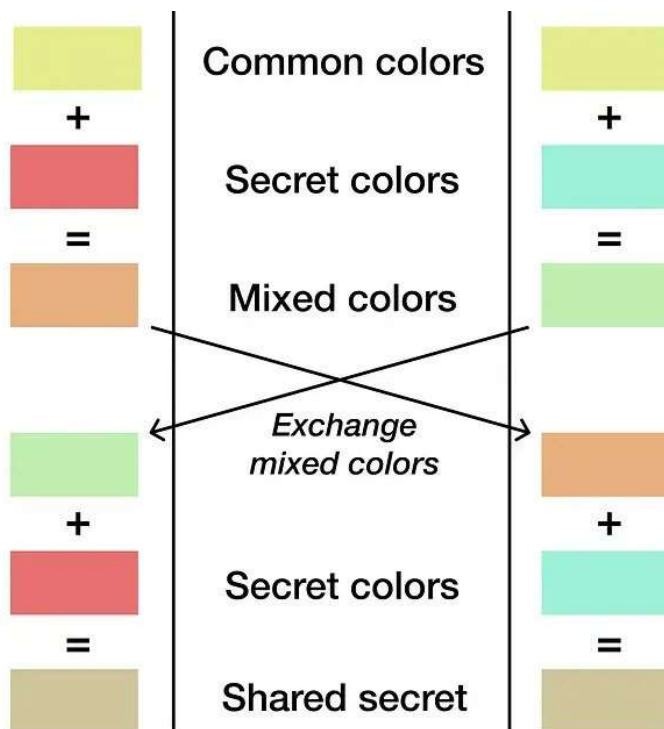 Common colors
+ +
Secret colors
= =
Mixed colors
Exchange
mixed colors
+ +
Secret colors
= =
Shared secret